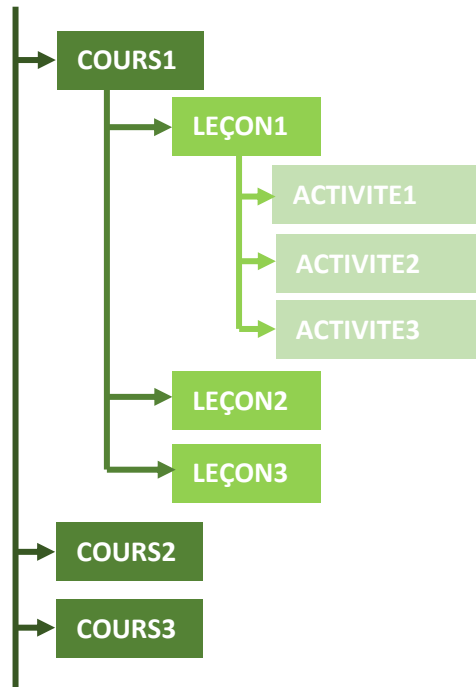 COURS1
LEÇON1
ACTIVITE1
ACTIVITE2
ACTIVITE3
LEÇON2
LEÇON3
COURS2
COURS3